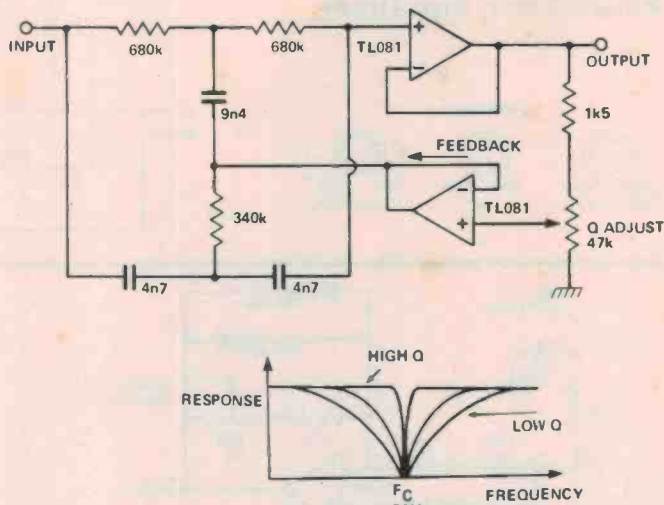 INPUT
680k
680k
TL081
OUTPUT
9n4
FEEDBACK
1k5
340k
TL081
Q ADJUST
47k
4n7
4n7
HIGH Q
RESPONSE
LOW Q
FC
FREQUENCY